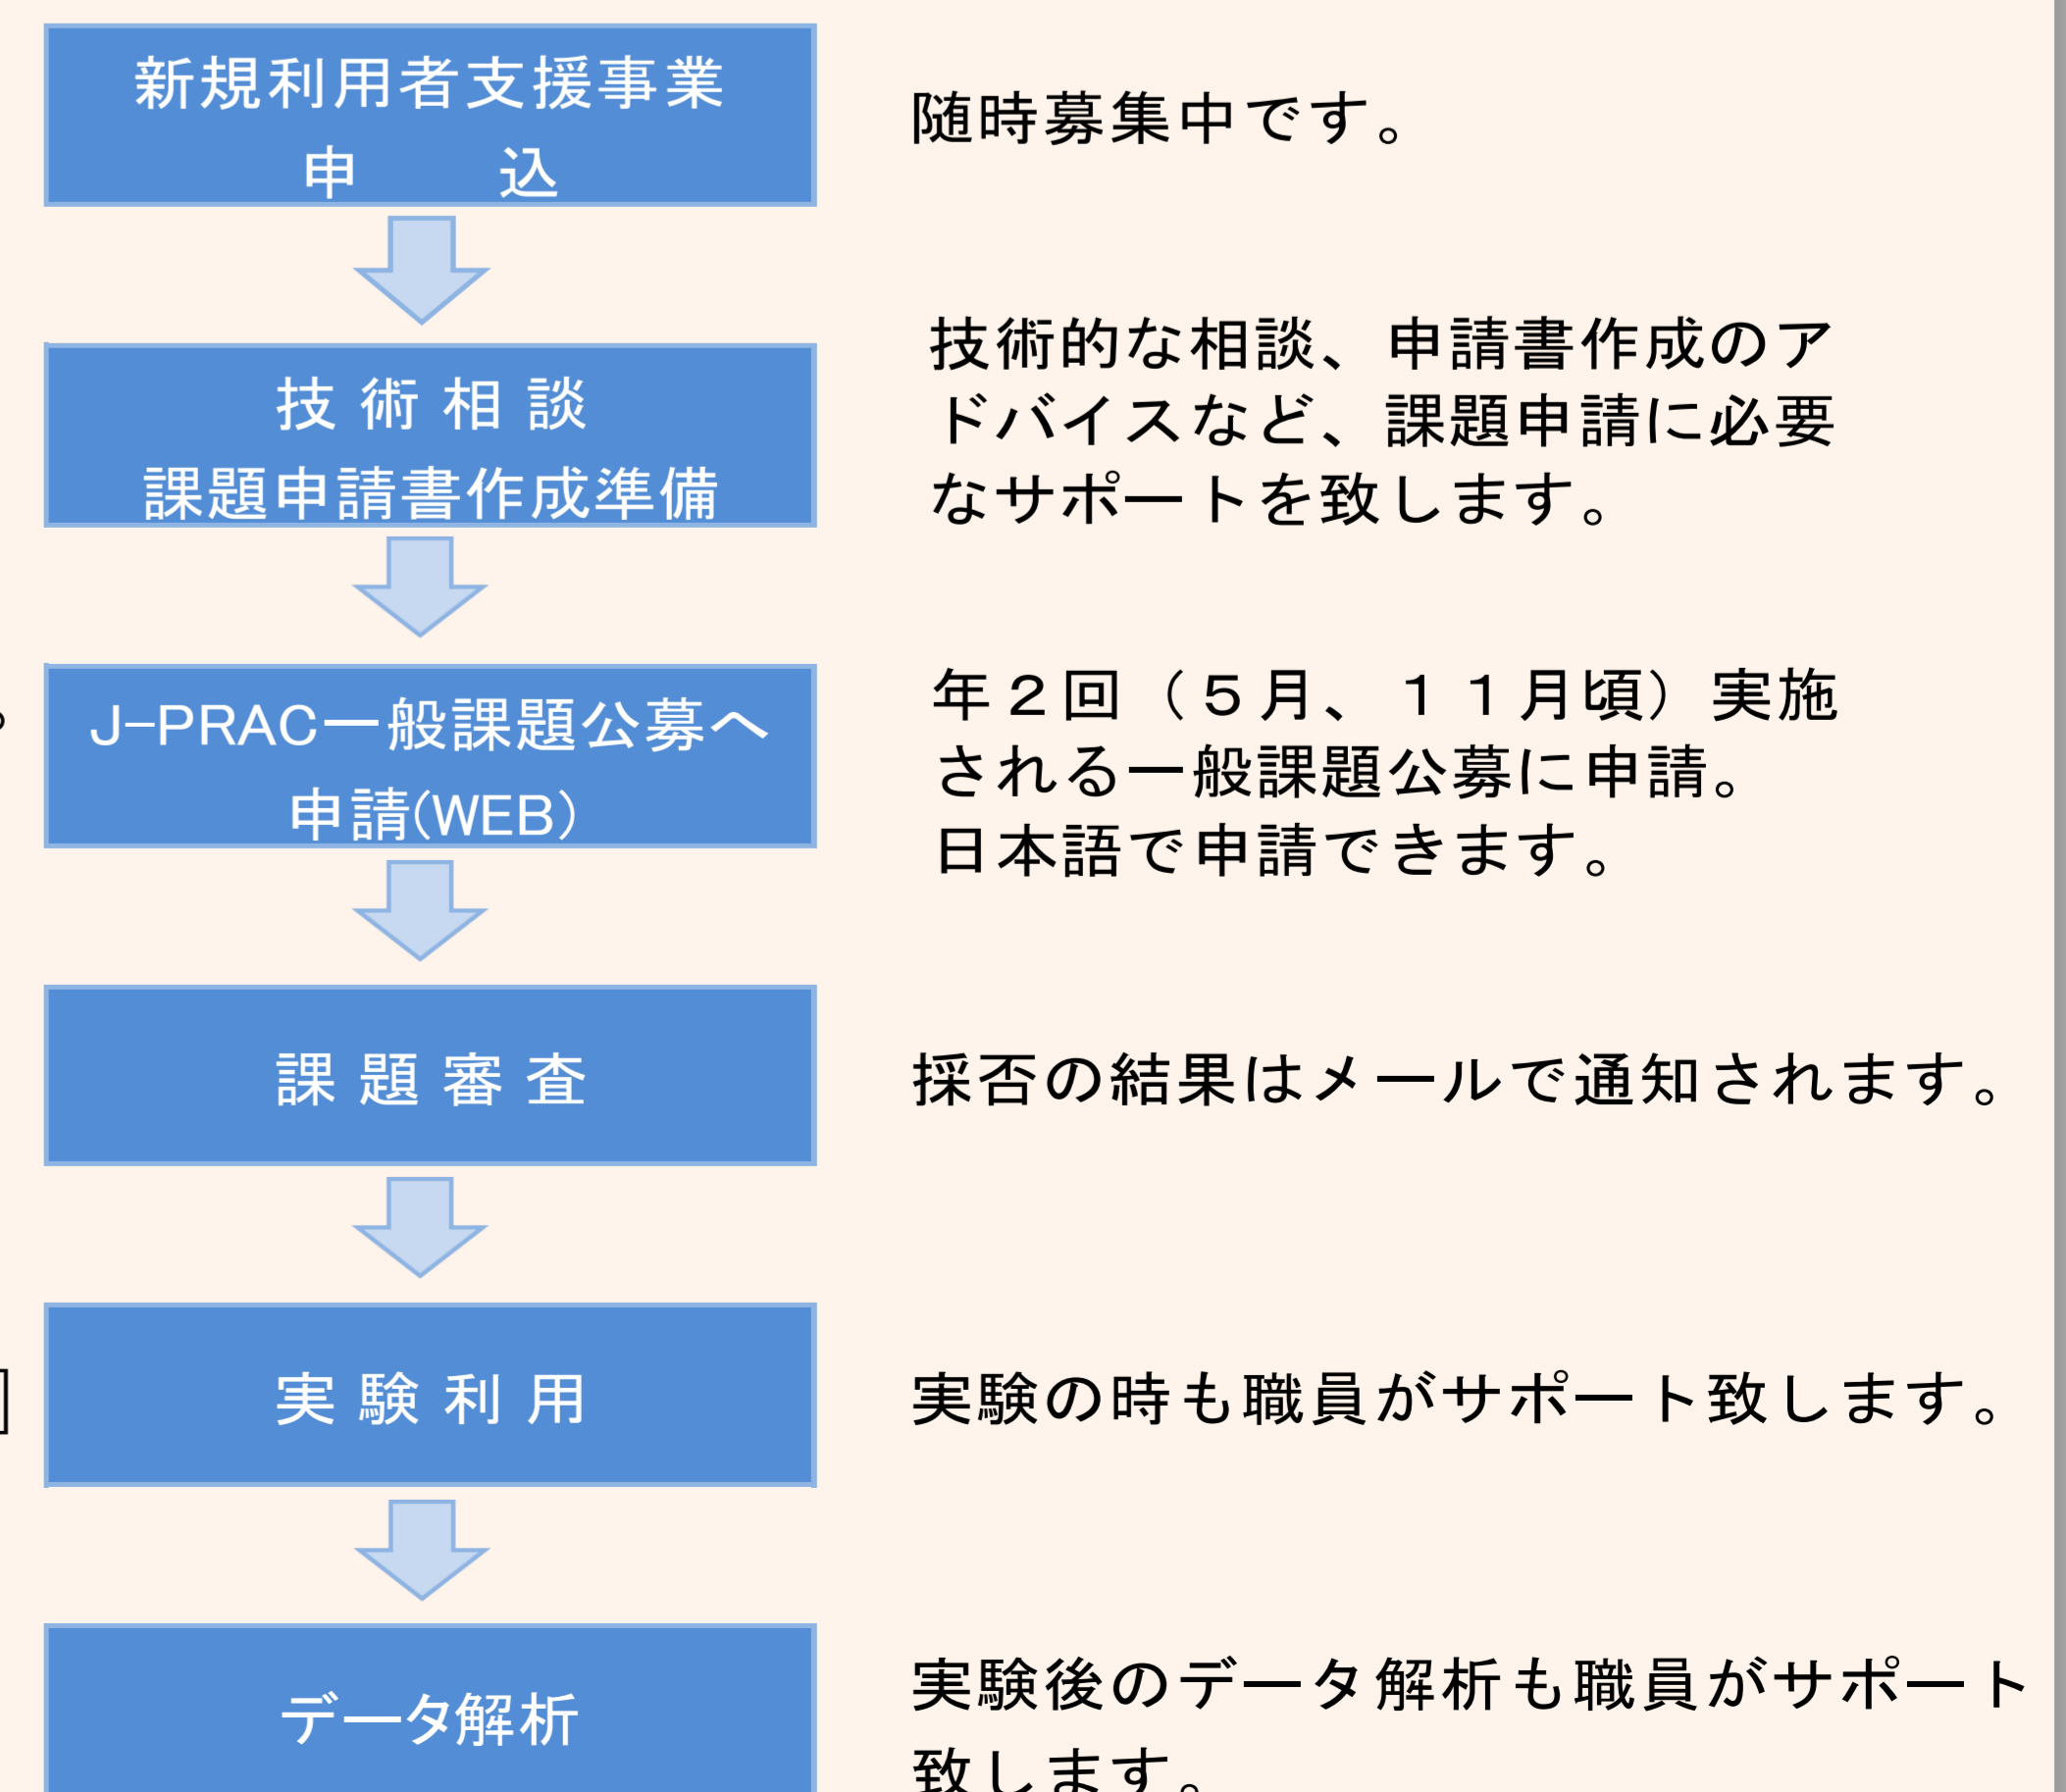 新規利用者支援事業
申　込
随時募集中です。
技術相談
課題申請書作成準備
技術的な相談、申請書作成のア
ドバイスなど、課題申請に必要
なサポートを致します。
J−PRAC一般課題公募へ
申請(WEB)
年２回（５月、１１月頃）実施
される一般課題公募に申請。
日本語で申請できます。
課題審査
採否の結果はメールで通知されます。
実験利用
実験の時も職員がサポート致します。
データ解析
実験後のデータ解析も職員がサポート
致します。